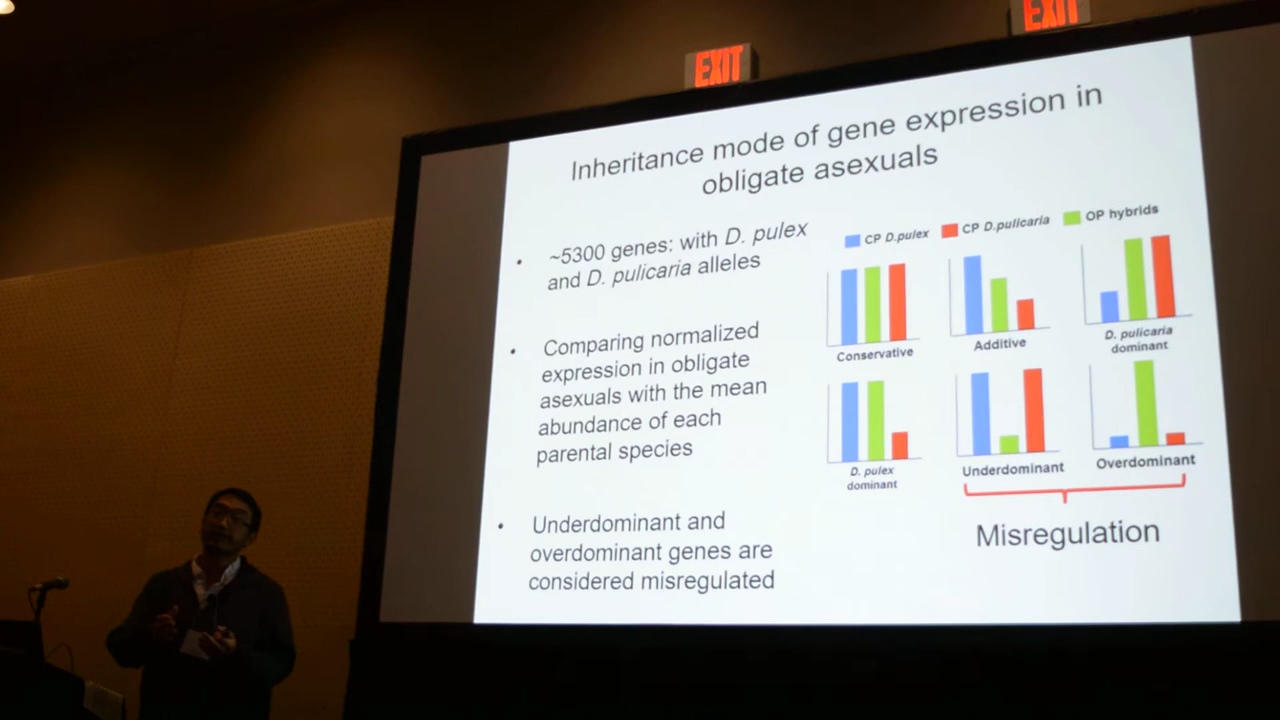 EXIT
EXIT
Inheritance mode of gene expression in
obligate asexuals
• ~5300 genes: with D. pulex
and D. pulicaria alleles
• Comparing normalized
expression in obligate
asexuals with the mean
abundance of each
parental species
• Underdominant and
overdominant genes are
considered misregulated
CP D.pulex CP D.pulicaria OP hybrids
Conservative
Additive
D. pulicaria
dominant
D. pulex
dominant
Underdominant
Overdominant
Misregulation